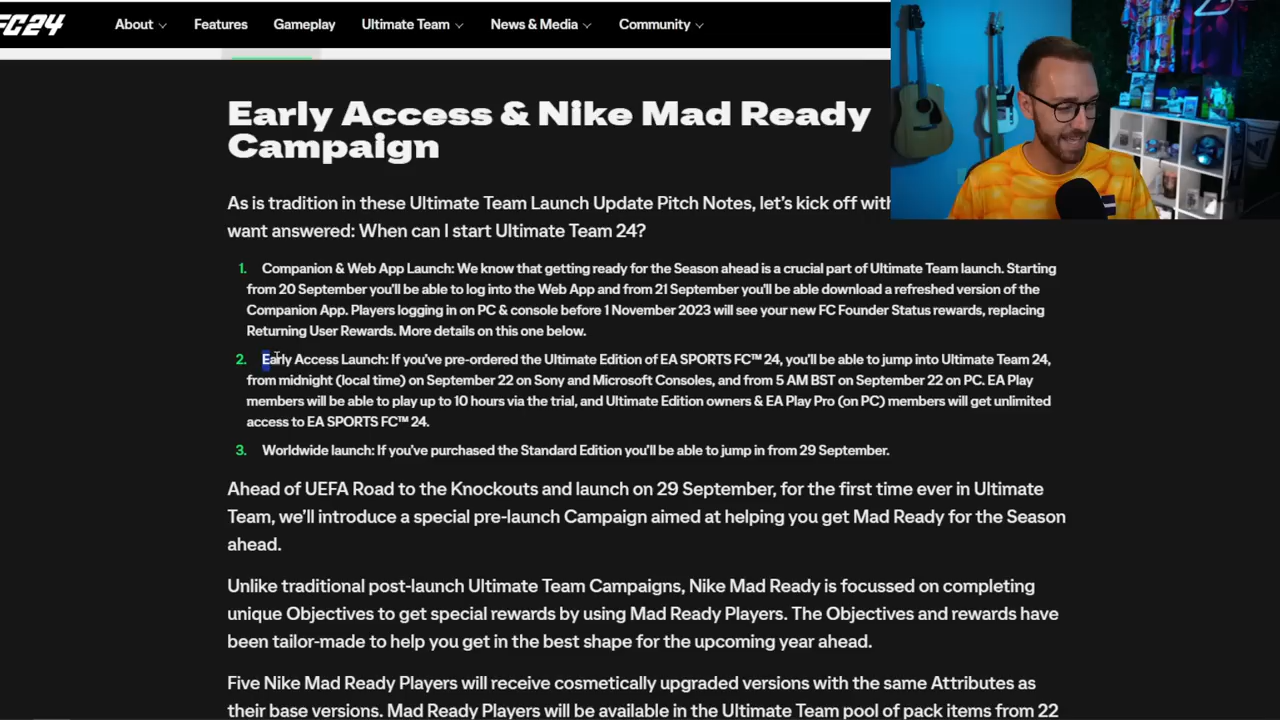 FC24 About Features Gameplay Ultimate Team News & Media Community
Early Access & Nike Mad Ready
Campaign
As is tradition in these Ultimate Team Launch Update Pitch Notes, let’s kick off with
want answered: When can I start Ultimate Team 24?
1. Companion & Web App Launch: We know that getting ready for the Season ahead is a crucial part of Ultimate Team launch. Starting
from 20 September you’ll be able to log into the Web App and from 21 September you’ll be able download a refreshed version of the
Companion App. Players logging in on PC & console before 1 November 2023 will see your new FC Founder Status rewards, replacing
Returning User Rewards. More details on this one below.
2. Early Access Launch: If you’ve pre-ordered the Ultimate Edition of EA SPORTS FC™ 24, you’ll be able to jump into Ultimate Team 24,
from midnight (local time) on September 22 on Sony and Microsoft Consoles, and from 5 AM BST on September 22 on PC. EA Play
members will be able to play up to 10 hours via the trial, and Ultimate Edition owners & EA Play Pro (on PC) members will get unlimited
access to EA SPORTS FC™ 24.
3. Worldwide launch: If you’ve purchased the Standard Edition you’ll be able to jump in from 29 September.
Ahead of UEFA Road to the Knockouts and launch on 29 September, for the first time ever in Ultimate
Team, we’ll introduce a special pre-launch Campaign aimed at helping you get Mad Ready for the Season
ahead.
Unlike traditional post-launch Ultimate Team Campaigns, Nike Mad Ready is focussed on completing
unique Objectives to get special rewards by using Mad Ready Players. The Objectives and rewards have
been tailor-made to help you get in the best shape for the upcoming year ahead.
Five Nike Mad Ready Players will receive cosmetically upgraded versions with the same Attributes as
their base versions. Mad Ready Players will be available in the Ultimate Team pool of pack items from 22